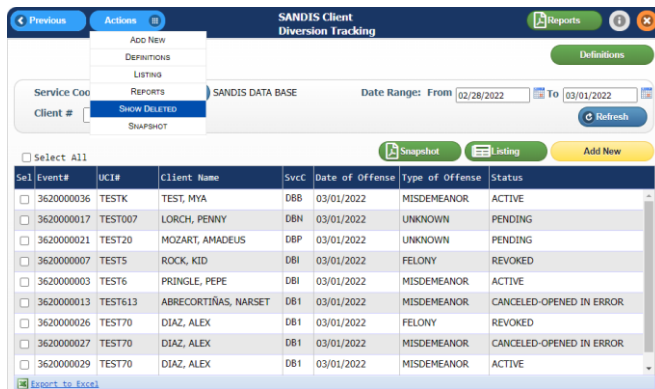 Previous Actions SANDIS Client Reports
Diversion Tracking
Add New
Definitions Definitions
Listing
Service Coo Reports SANDIS DATA BASE Date Range: From 02/28/2022 To 03/01/2022
Client # Show Deleted Refresh
Snapshot
Select All Snapshot Listing Add New
Sel Event# UCI# Client Name SvcC Date of Offense Type of Offense Status
3620000036 TESTK TEST, MYA DBB 03/01/2022 MISDEMEANOR ACTIVE
3620000017 TEST007 LORCH, PENNY DBN 03/01/2022 UNKNOWN PENDING
3620000021 TEST20 MOZART, AMADEUS DBP 03/01/2022 UNKNOWN PENDING
3620000007 TEST5 ROCK, KID DBI 03/01/2022 FELONY REVOKED
3620000003 TEST6 PRINGLE, PEPE DBI 03/01/2022 MISDEMEANOR ACTIVE
3620000013 TEST613 ABRECORTIÑAS, NARSET DB1 03/01/2022 MISDEMEANOR CANCELED-OPENED IN ERROR
3620000026 TEST70 DIAZ, ALEX DB1 03/01/2022 FELONY REVOKED
3620000027 TEST70 DIAZ, ALEX DB1 03/01/2022 MISDEMEANOR CANCELED-OPENED IN ERROR
3620000029 TEST70 DIAZ, ALEX DB1 03/01/2022 MISDEMEANOR ACTIVE
Export to Excel